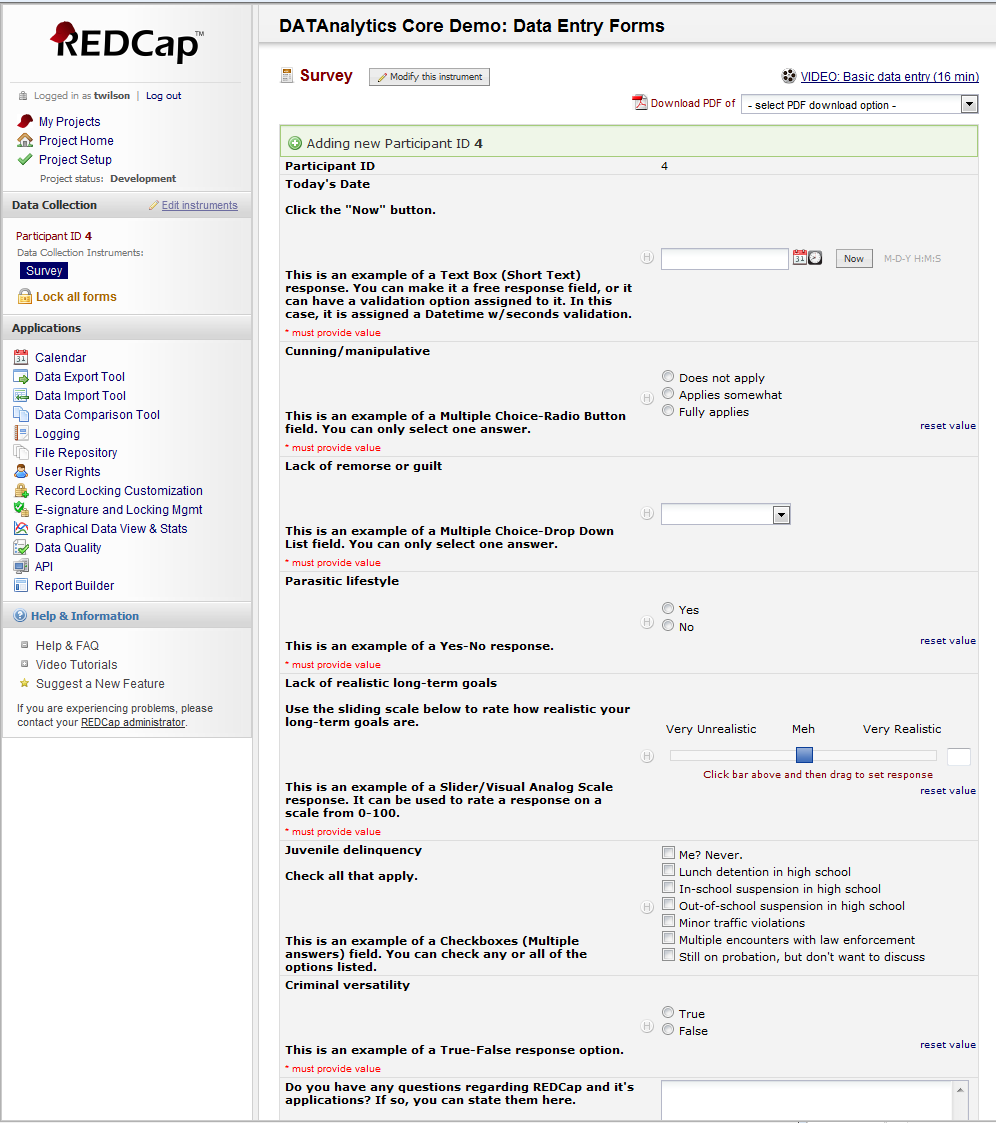 REDCap™
Logged in as twilson | Log out
My Projects
Project Home
Project Setup
Project status: Development
Data Collection
Edit instruments
Participant ID 4
Data Collection Instruments:
Survey
Lock all forms
Applications
31 Calendar
Data Export Tool
Data Import Tool
Data Comparison Tool
Logging
File Repository
User Rights
Record Locking Customization
E-signature and Locking Mgmt
Graphical Data View & Stats
Data Quality
API
Report Builder
? Help & Information
Help & FAQ
Video Tutorials
Suggest a New Feature
If you are experiencing problems, please
contact your REDCap administrator.
DATAnalytics Core Demo: Data Entry Forms
Survey
Modify this instrument
VIDEO: Basic data entry (16 min)
Download PDF of
- select PDF download option -
Adding new Participant ID 4
Participant ID
4
Today's Date
Click the "Now" button.
This is an example of a Text Box (Short Text)
response. You can make it a free response field, or it
can have a validation option assigned to it. In this
case, it is assigned a Datetime w/seconds validation.
* must provide value
H
31
Now
M-D-Y H:M:S
Cunning/manipulative
This is an example of a Multiple Choice-Radio Button
field. You can only select one answer.
* must provide value
H
Does not apply
Applies somewhat
Fully applies
reset value
Lack of remorse or guilt
This is an example of a Multiple Choice-Drop Down
List field. You can only select one answer.
* must provide value
H
Parasitic lifestyle
This is an example of a Yes-No response.
* must provide value
H
Yes
No
reset value
Lack of realistic long-term goals
Use the sliding scale below to rate how realistic your
long-term goals are.
This is an example of a Slider/Visual Analog Scale
response. It can be used to rate a response on a
scale from 0-100.
* must provide value
H
Very Unrealistic Meh Very Realistic
Click bar above and then drag to set response
reset value
Juvenile delinquency
Check all that apply.
This is an example of a Checkboxes (Multiple
answers) field. You can check any or all of the
options listed.
H
Me? Never.
Lunch detention in high school
In-school suspension in high school
Out-of-school suspension in high school
Minor traffic violations
Multiple encounters with law enforcement
Still on probation, but don't want to discuss
Criminal versatility
This is an example of a True-False response option.
* must provide value
H
True
False
reset value
Do you have any questions regarding REDCap and it's
applications? If so, you can state them here.